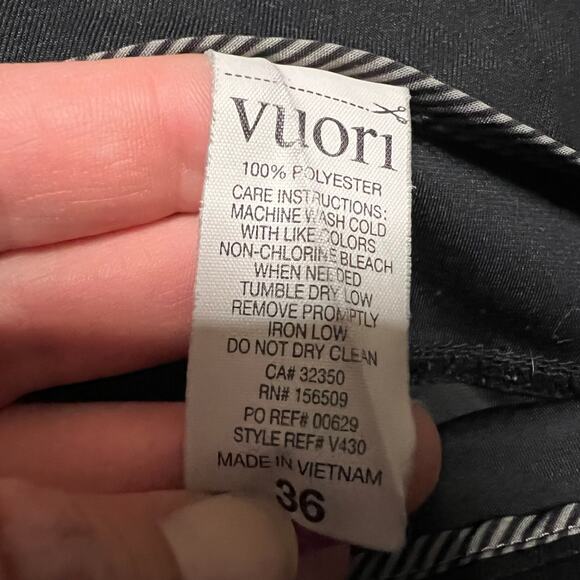 vuori
100% POLYESTER
CARE INSTRUCTIONS:
MACHINE WASH COLD
WITH LIKE COLORS
NON-CHLORINE BLEACH
WHEN NEEDED
TUMBLE DRY LOW
REMOVE PROMPTLY
IRON LOW
DO NOT DRY CLEAN
CA# 32350
RN# 156509
PO REF# 00629
STYLE REF# V430
MADE IN VIETNAM
36